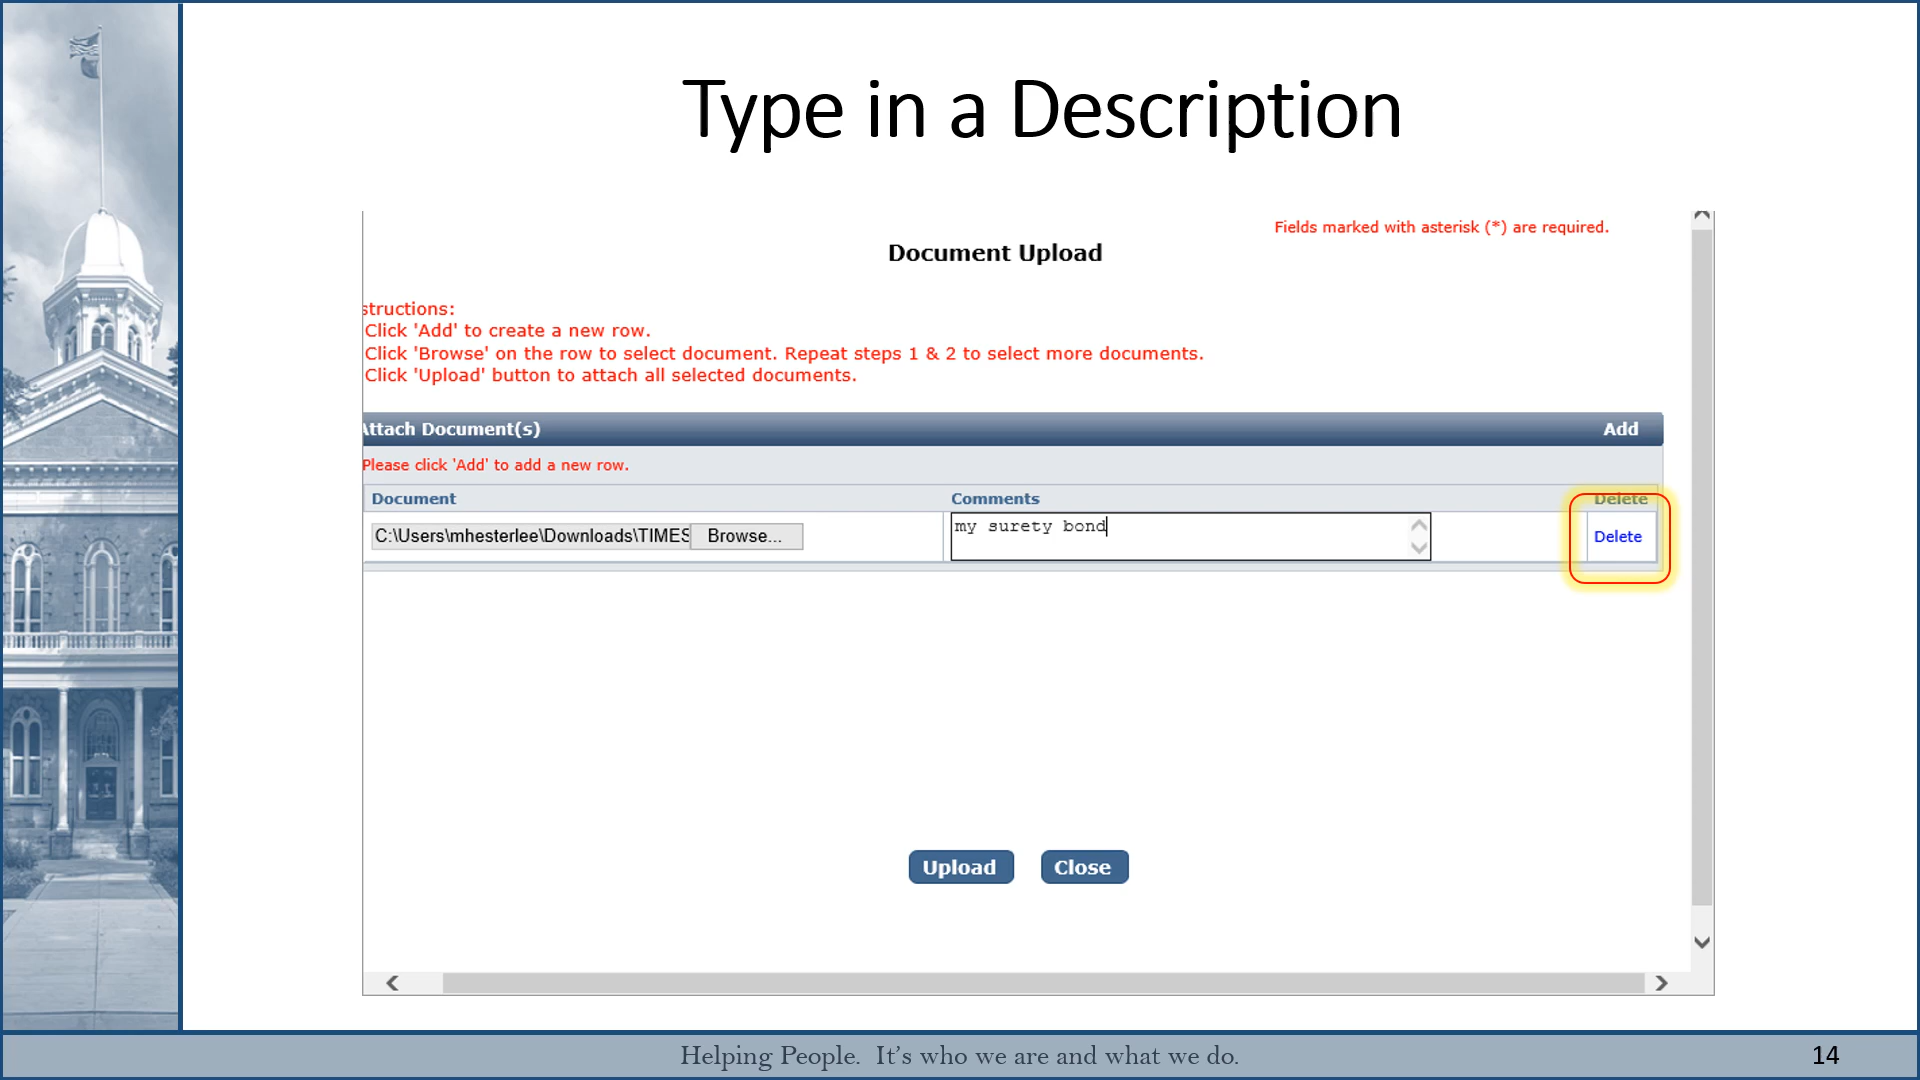 Type in a Description
Fields marked with asterisk (*) are required.
Document Upload
structions:
Click 'Add' to create a new row.
Click 'Browse' on the row to select document. Repeat steps 1 & 2 to select more documents.
Click 'Upload' button to attach all selected documents.
Attach Document(s) Add
Please click 'Add' to add a new row.
Document Comments Delete
C:\Users\mhesterlee\Downloads\TIMES Browse... my surety bond Delete
Upload Close
Helping People. It's who we are and what we do.
14